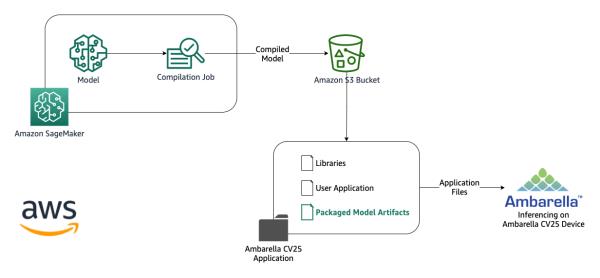 Model
Compilation Job
Compiled
Model
Amazon S3 Bucket
Amazon SageMaker
Libraries
User Application
Packaged Model Artifacts
Application
Files
Ambarella™
Inferencing on
Ambarella CV25 Device
aws
Ambarella CV25
Application